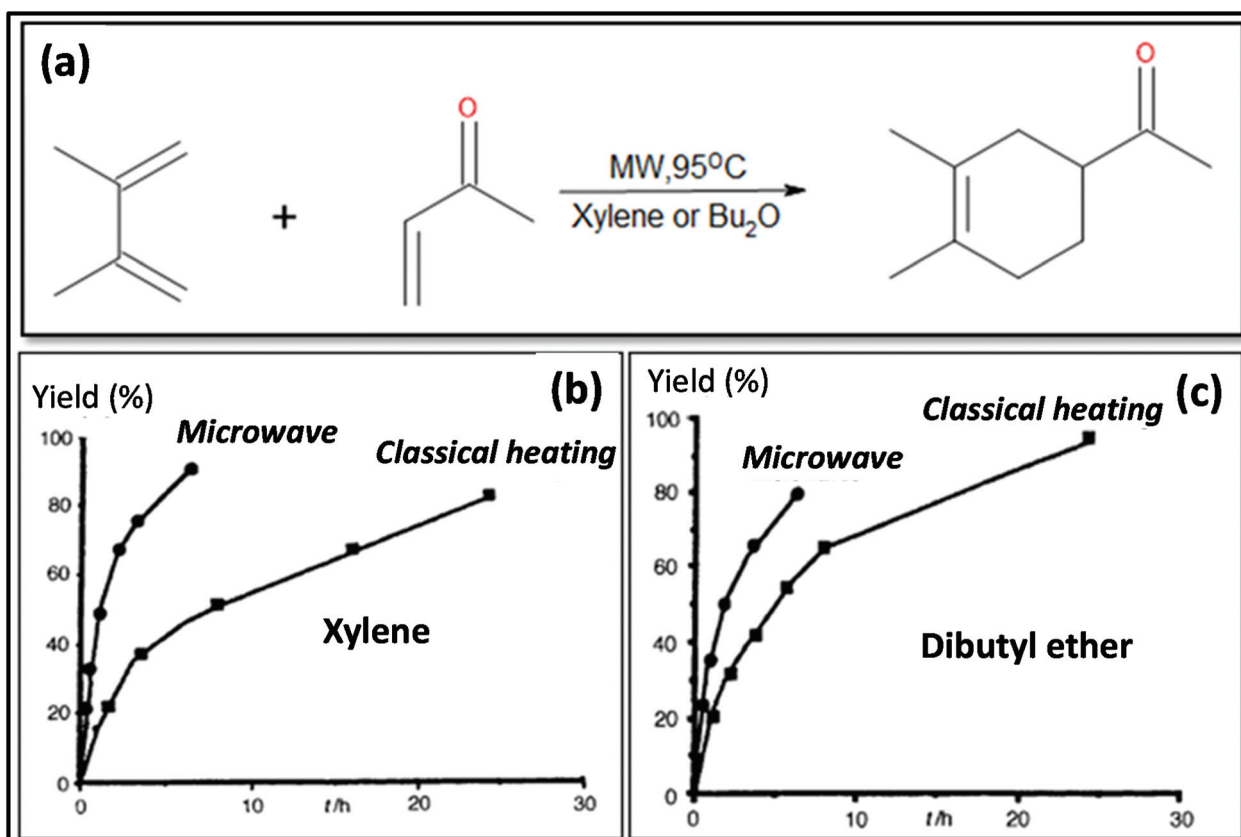 (a)
O
O
+
MW,95⁰C
Xylene or Bu₂O
Yield (%)
(b)
Microwave
Classical heating
100
80
60
40
20
0
Xylene
0
10
t/h
20
30
Yield (%)
(c)
Classical heating
Microwave
100
80
60
40
20
0
Dibutyl ether
0
10
t/h
20
30